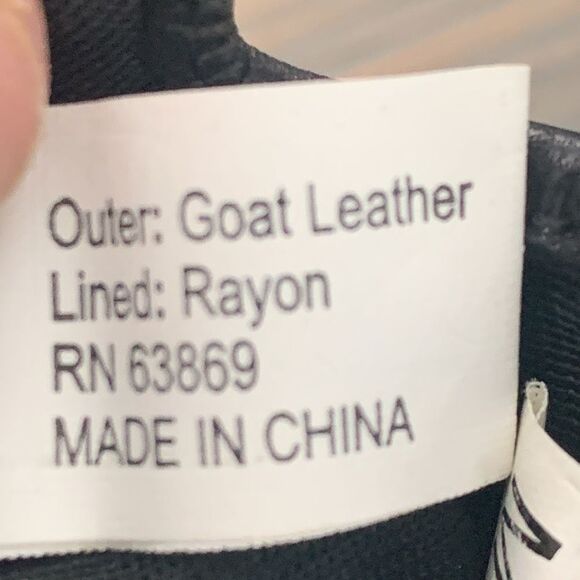 Outer: Goat Leather
Lined: Rayon
RN 63869
MADE IN CHINA